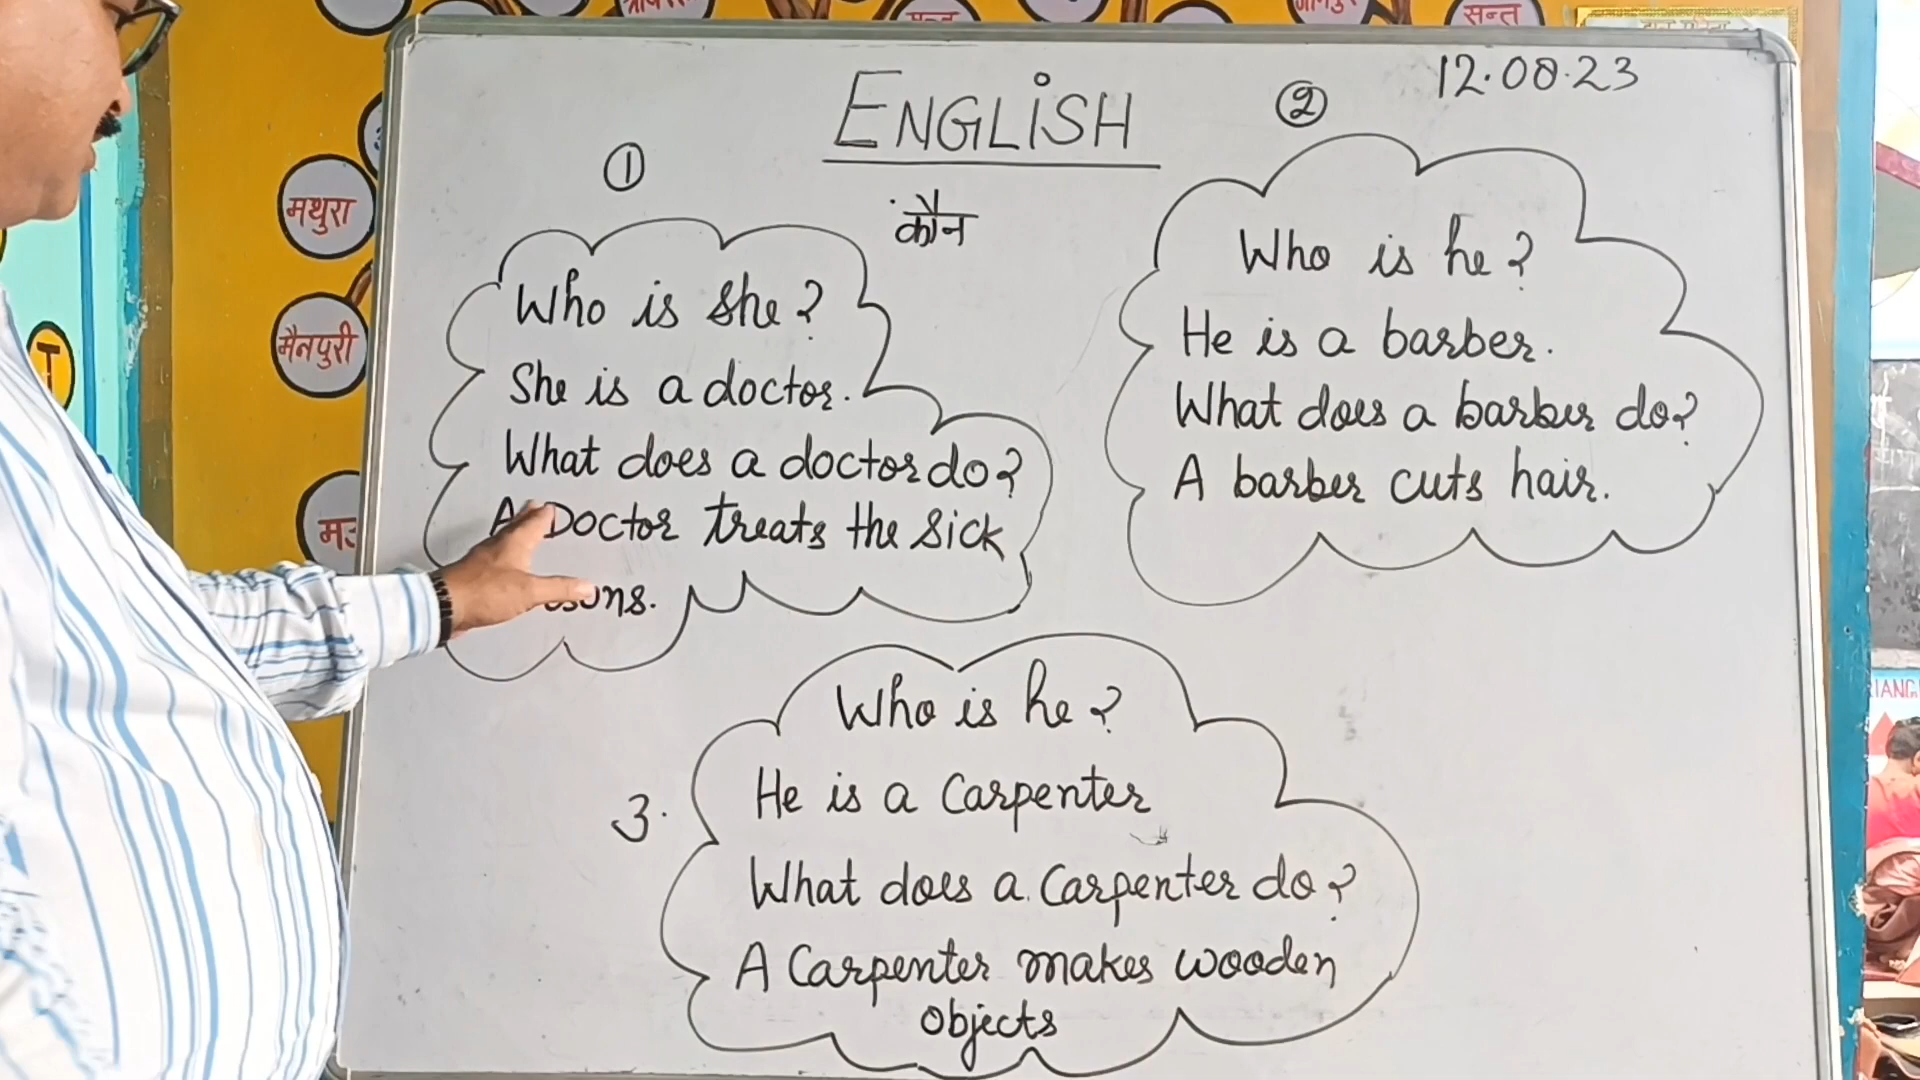 सन्त
12.08.23
ENGLISH
①
②
मथुरा
कौन
Who is she?
She is a doctor.
What does a doctor do?
A Doctor treats the sick
Who is he?
He is a barber.
What does a barber do?
A barber cuts hair.
मैनपुरी
T
3.
Who is he?
He is a Carpenter
What does a Carpenter do?
A Carpenter makes wooden
objects